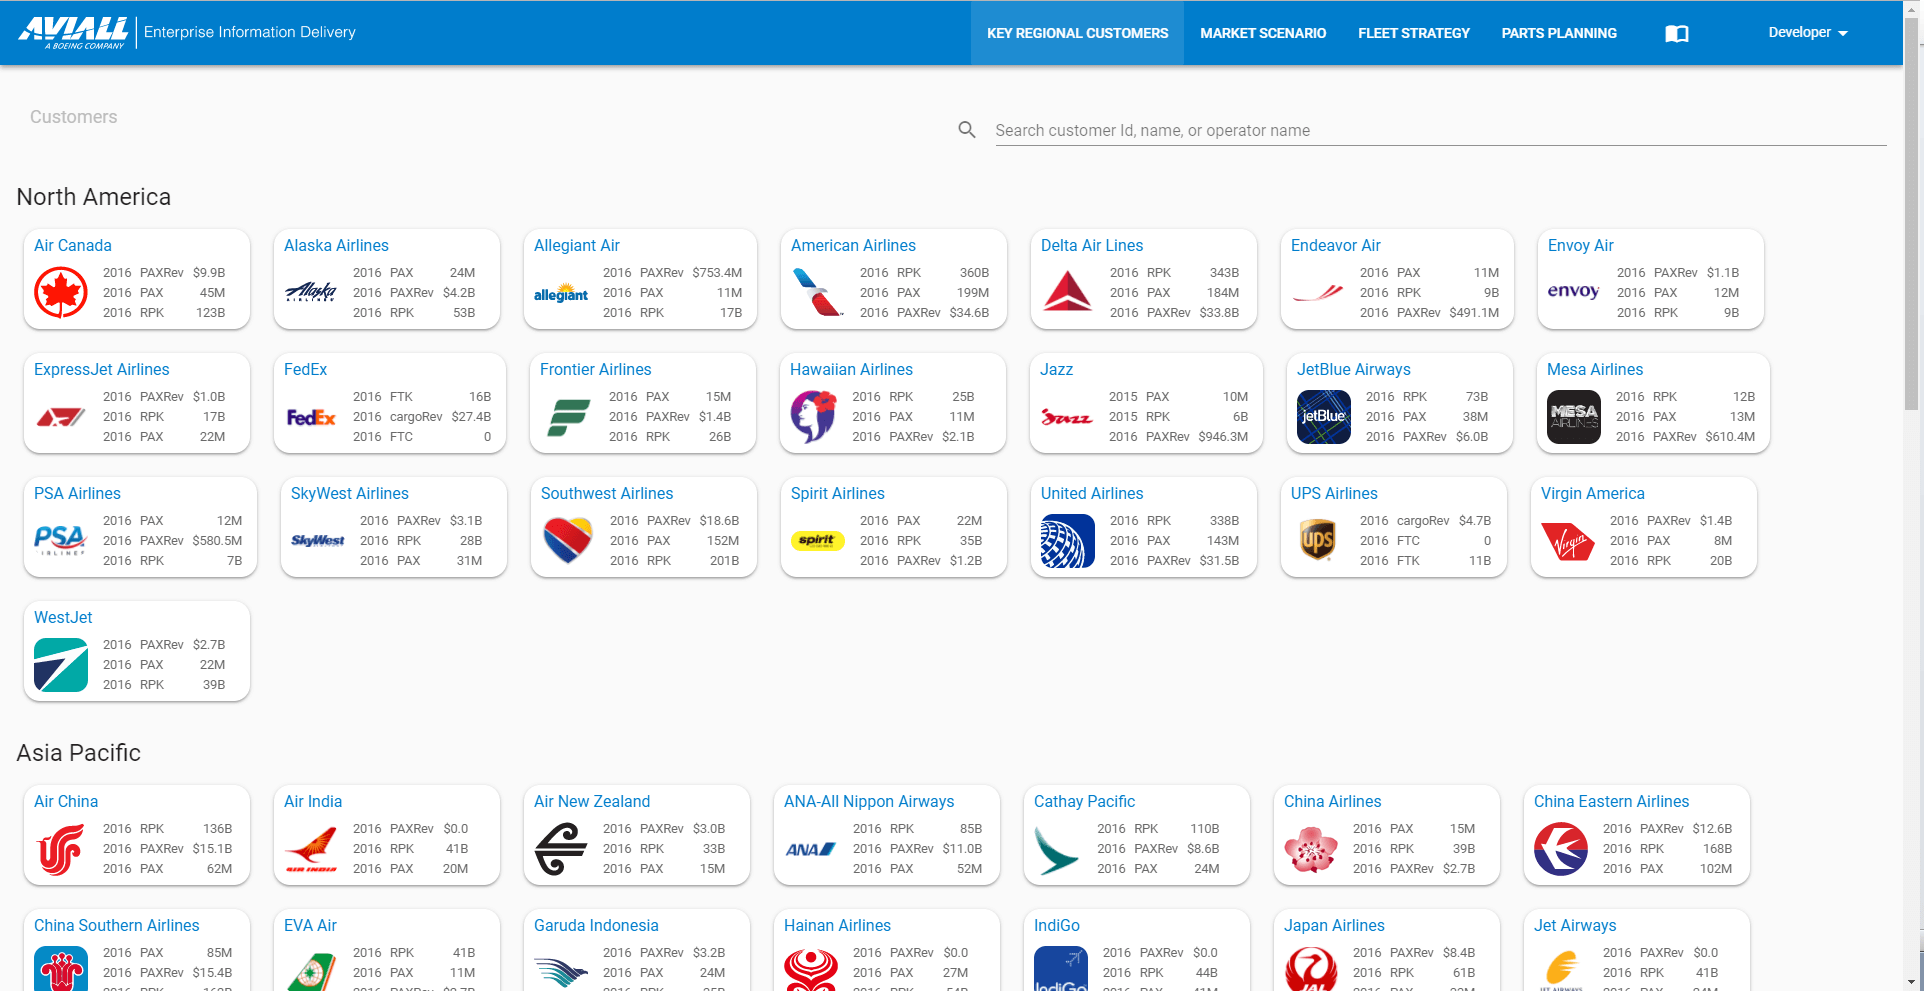 AVIALL
A BOEING COMPANY
Enterprise Information Delivery
KEY REGIONAL CUSTOMERS
MARKET SCENARIO
FLEET STRATEGY
PARTS PLANNING
Developer
Customers
Search customer Id, name, or operator name
North America
Air Canada
2016 PAXRev $9.9B
2016 PAX 45M
2016 RPK 123B
Alaska Airlines
Alaska
AIRLINES
2016 PAX 24M
2016 PAXRev $4.2B
2016 RPK 53B
Allegiant Air
allegiant
2016 PAXRev $753.4M
2016 PAX 11M
2016 RPK 17B
American Airlines
2016 RPK 360B
2016 PAX 199M
2016 PAXRev $34.6B
Delta Air Lines
2016 RPK 343B
2016 PAX 184M
2016 PAXRev $33.8B
Endeavor Air
2016 PAX 11M
2016 RPK 9B
2016 PAXRev $491.1M
Envoy Air
envoy
2016 PAXRev $1.1B
2016 PAX 12M
2016 RPK 9B
ExpressJet Airlines
2016 PAXRev $1.0B
2016 RPK 17B
2016 PAX 22M
FedEx
FedEx
2016 FTK 16B
2016 cargoRev $27.4B
2016 FTC 0
Frontier Airlines
2016 PAX 15M
2016 PAXRev $1.4B
2016 RPK 26B
Hawaiian Airlines
2016 RPK 25B
2016 PAX 11M
2016 PAXRev $2.1B
Jazz
Jazz
2015 PAX 10M
2015 RPK 6B
2016 PAXRev $946.3M
JetBlue Airways
jetBlue
2016 RPK 73B
2016 PAX 38M
2016 PAXRev $6.0B
Mesa Airlines
MESA
AIRLINES
2016 RPK 12B
2016 PAX 13M
2016 PAXRev $610.4M
PSA Airlines
PSA
2016 PAX 12M
2016 PAXRev $580.5M
2016 RPK 7B
SkyWest Airlines
SkyWest
2016 PAXRev $3.1B
2016 RPK 28B
2016 PAX 31M
Southwest Airlines
2016 PAXRev $18.6B
2016 PAX 152M
2016 RPK 201B
Spirit Airlines
spirit
2016 PAX 22M
2016 RPK 35B
2016 PAXRev $1.2B
United Airlines
2016 RPK 338B
2016 PAX 143M
2016 PAXRev $31.5B
UPS Airlines
ups
2016 cargoRev $4.7B
2016 FTC 0
2016 FTK 11B
Virgin America
Virgin
2016 PAXRev $1.4B
2016 PAX 8M
2016 RPK 20B
WestJet
2016 PAXRev $2.7B
2016 PAX 22M
2016 RPK 39B
Asia Pacific
Air China
2016 RPK 136B
2016 PAXRev $15.1B
2016 PAX 62M
Air India
AIR INDIA
2016 PAXRev $0.0
2016 RPK 41B
2016 PAX 20M
Air New Zealand
2016 PAXRev $3.0B
2016 RPK 33B
2016 PAX 15M
ANA-All Nippon Airways
ANA
2016 RPK 85B
2016 PAXRev $11.0B
2016 PAX 52M
Cathay Pacific
2016 RPK 110B
2016 PAXRev $8.6B
2016 PAX 24M
China Airlines
2016 PAX 15M
2016 RPK 39B
2016 PAXRev $2.7B
China Eastern Airlines
2016 PAXRev $12.6B
2016 RPK 168B
2016 PAX 102M
China Southern Airlines
2016 PAX 85M
2016 PAXRev $15.4B
EVA Air
2016 RPK 41B
2016 PAX 11M
Garuda Indonesia
2016 PAXRev $3.2B
2016 PAX 24M
Hainan Airlines
2016 PAXRev $0.0
2016 PAX 27M
IndiGo
IndiGo
2016 PAXRev $0.0
2016 RPK 44B
Japan Airlines
JAL
2016 PAXRev $8.4B
2016 RPK 61B
Jet Airways
JET AIRWAYS
2016 PAXRev $0.0
2016 RPK 41B